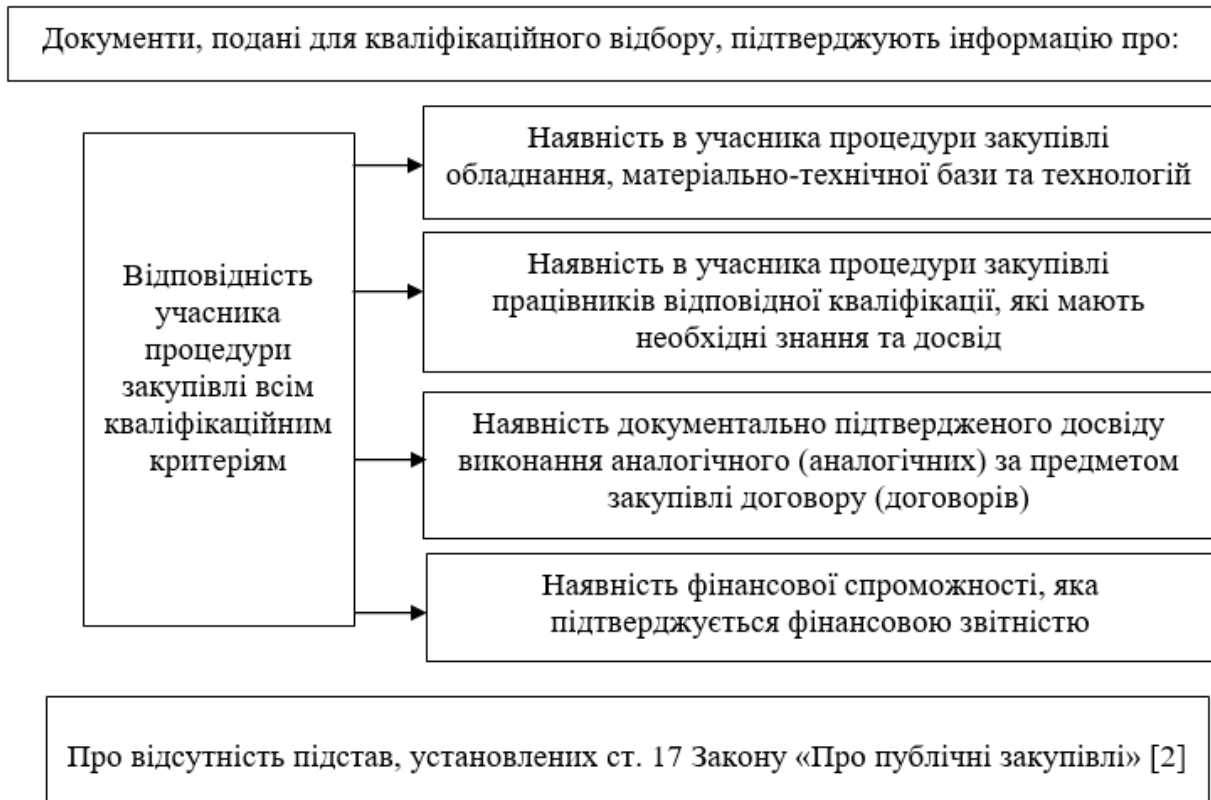 Документи, подані для кваліфікаційного відбору, підтверджують інформацію про:
Відповідність
учасника
процедури
закупівлі всім
кваліфікаційним
критеріям
Наявність в учасника процедури закупівлі
обладнання, матеріально-технічної бази та технологій
Наявність в учасника процедури закупівлі
працівників відповідної кваліфікації, які мають
необхідні знання та досвід
Наявність документально підтвердженого досвіду
виконання аналогічного (аналогічних) за предметом
закупівлі договору (договорів)
Наявність фінансової спроможності, яка
підтверджується фінансовою звітністю
Про відсутність підстав, установлених ст. 17 Закону «Про публічні закупівлі» [2]